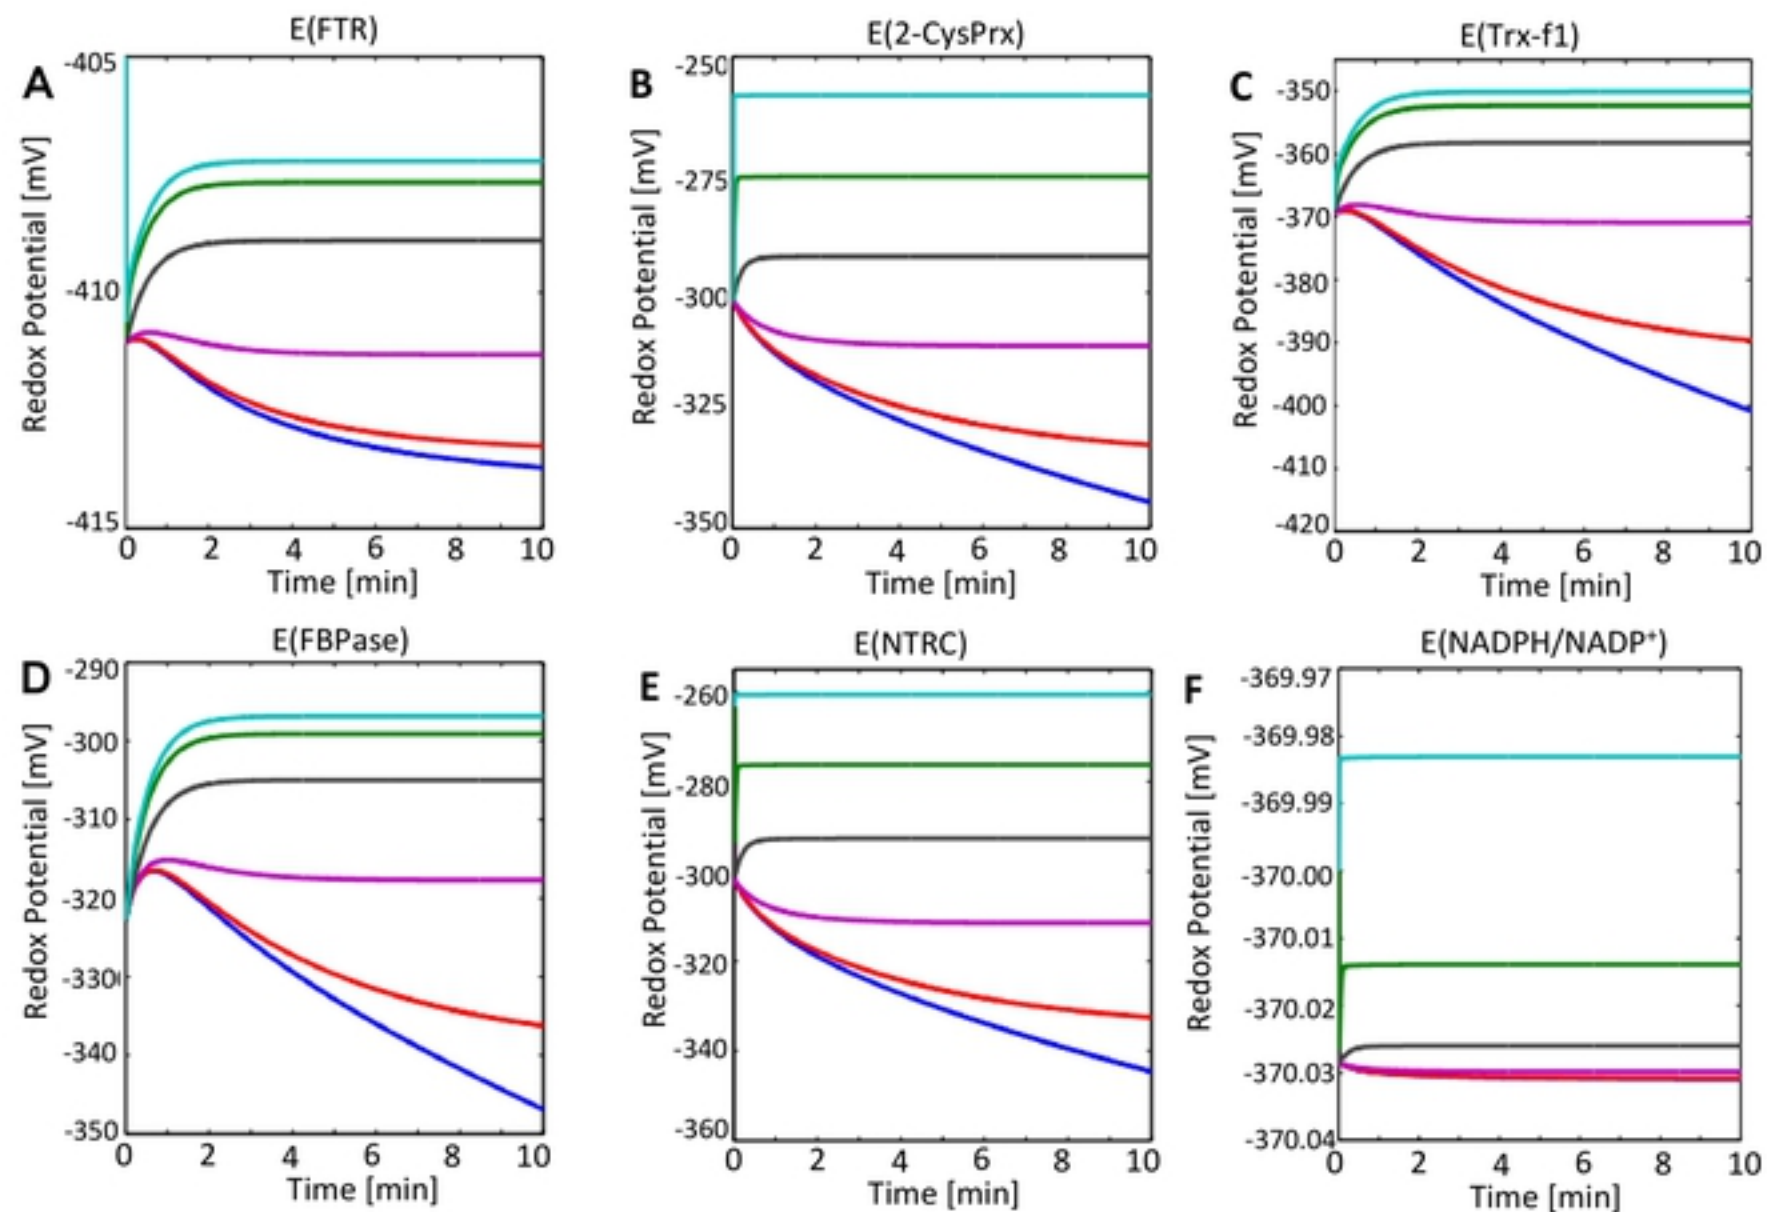 E(FTR)
A
-405
-410
-415
Redox Potential [mV]
0 2 4 6 8 10
Time [min]
E(2-CysPrx)
B
-250
-275
-300
-325
-350
Redox Potential [mV]
0 2 4 6 8 10
Time [min]
E(Trx-f1)
C
-350
-360
-370
-380
-390
-400
-410
-420
Redox Potential [mV]
0 2 4 6 8 10
Time [min]
E(FBPase)
D
-290
-300
-310
-320
-330
-340
-350
Redox Potential [mV]
0 2 4 6 8 10
Time [min]
E(NTRC)
E
-260
-280
-300
-320
-340
-360
Redox Potential [mV]
0 2 4 6 8 10
Time [min]
E(NADPH/NADP⁺)
F
-369.97
-369.98
-369.99
-370.00
-370.01
-370.02
-370.03
-370.04
Redox Potential [mV]
0 2 4 6 8 10
Time [min]